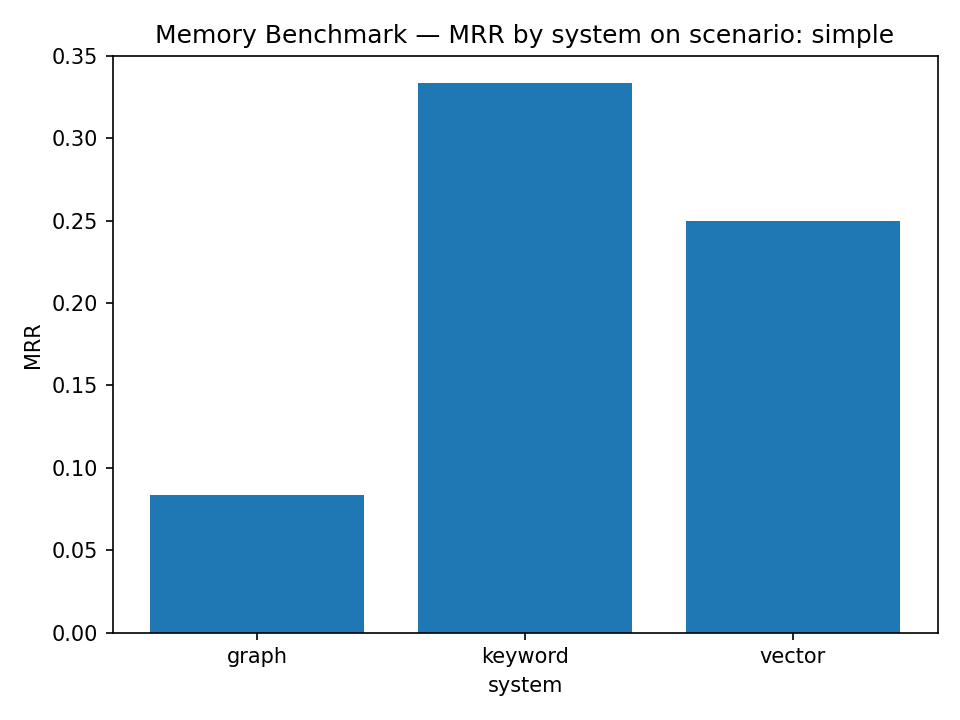 Memory Benchmark — MRR by system on scenario: simple
0.35
0.30
0.25
0.20
0.15
0.10
0.05
0.00
MRR
graph keyword vector
system